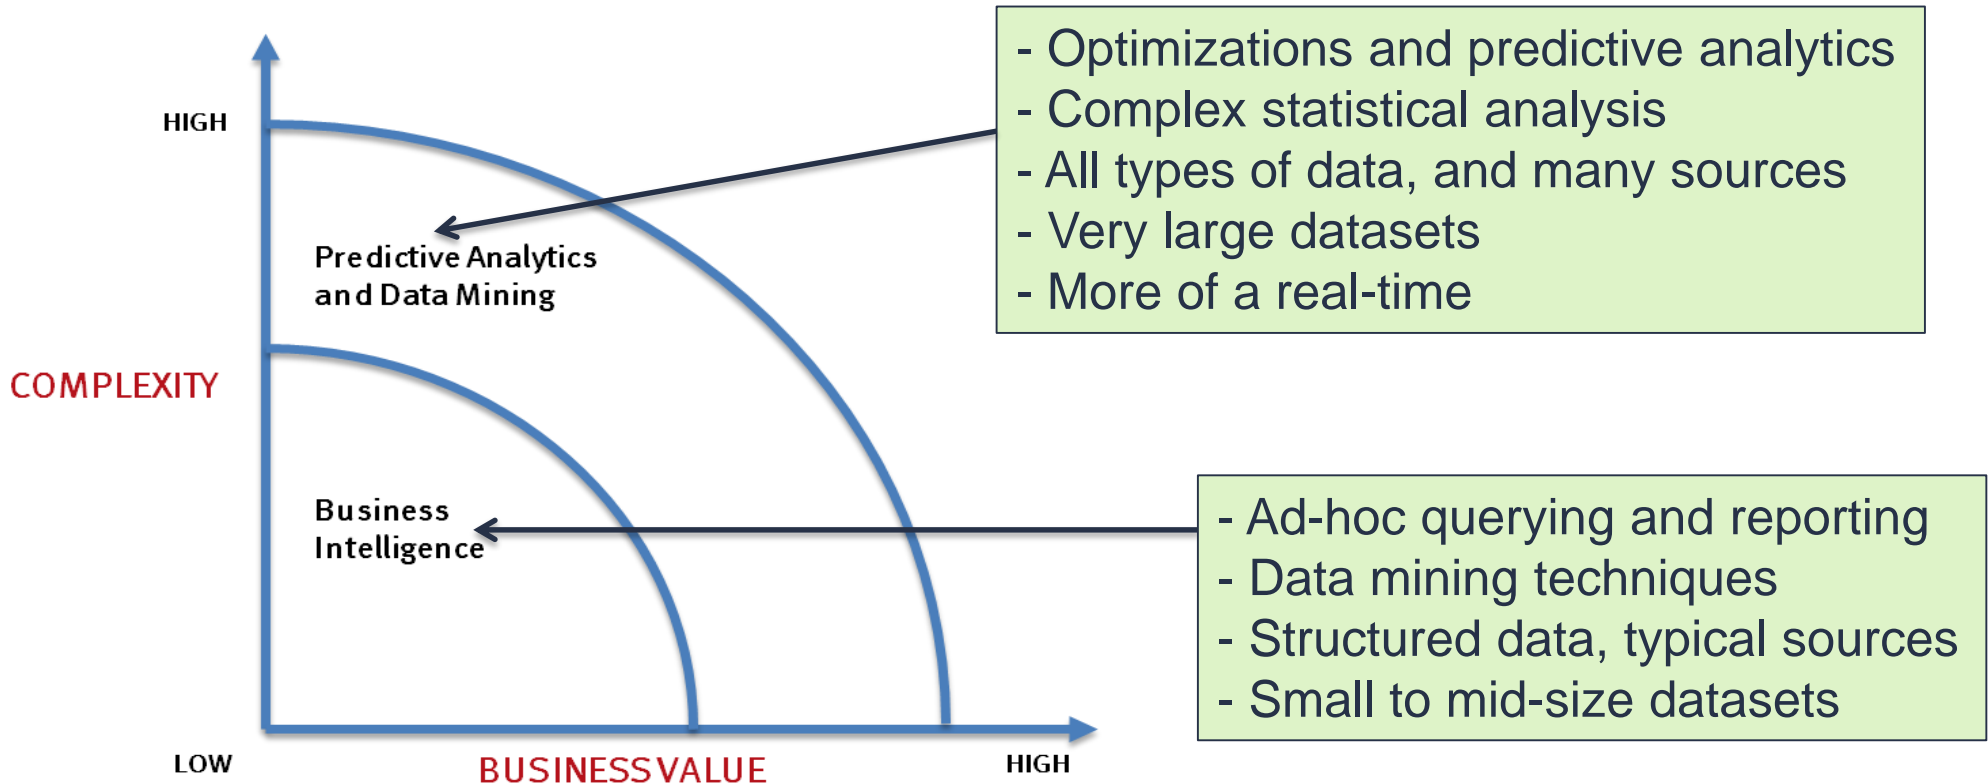 - Optimizations and predictive analytics
- Complex statistical analysis
- All types of data, and many sources
- Very large datasets
- More of a real-time
HIGH
Predictive Analytics
and Data Mining
COMPLEXITY
Business
Intelligence
- Ad-hoc querying and reporting
- Data mining techniques
- Structured data, typical sources
- Small to mid-size datasets
LOW
BUSINESS VALUE
HIGH